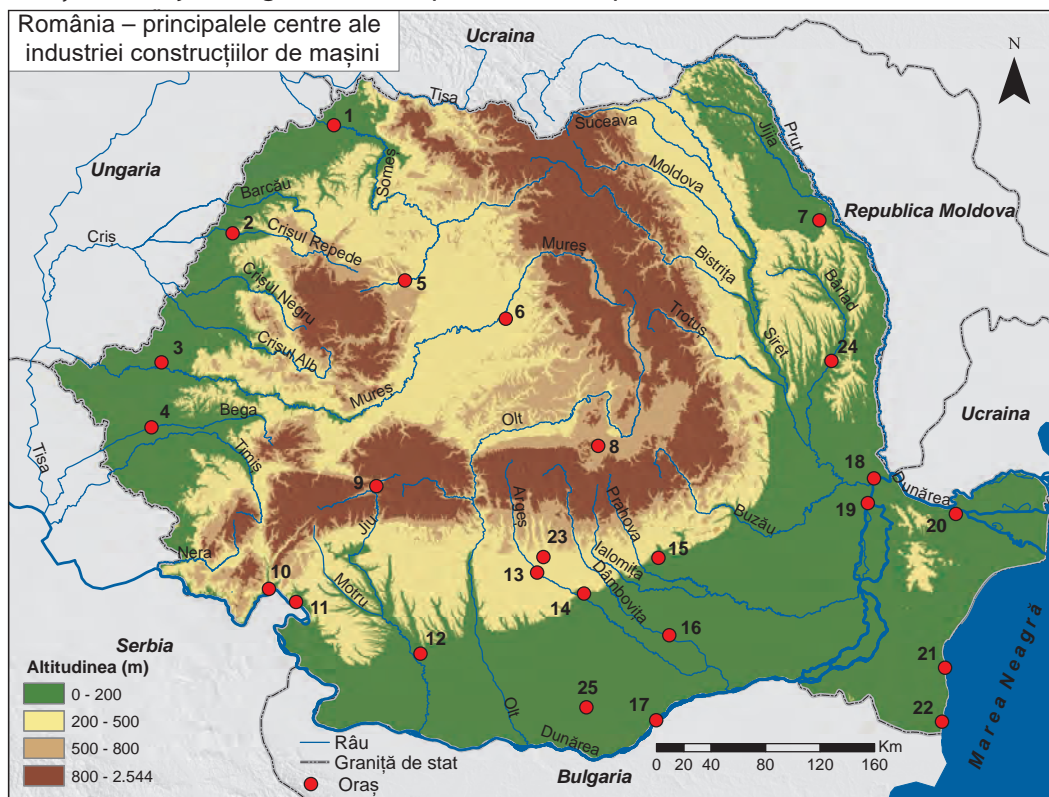 România – principalele centre ale
industriei construcțiilor de mașini
Ucraina
N
Tisa
1
Suceava
Jijia
Prut
Ungaria
Someș
Moldova
Barcău
7
Republica Moldova
2
Cris
Crisul Repede
Mureș
Bistrița
5
Crisul Negru
6
Bârlad
Trotuș
Siret
3
Crisul Alb
24
Mureș
4
Bega
Olt
Ucraina
Tisa
Timiș
8
18
9
Dunărea
Argeș
Prahova
19
20
Jiu
Buzău
23
15
Nera
Ialomița
13
10
Motru
Dâmbovița
11
14
16
Serbia
12
21
Altitudinea (m)
0 - 200
200 - 500
500 - 800
800 - 2.544
25
17
22
Olt
Dunărea
Marea Neagră
Râu
Graniță de stat
Oraș
Bulgaria
Km
0 20 40 80 120 160